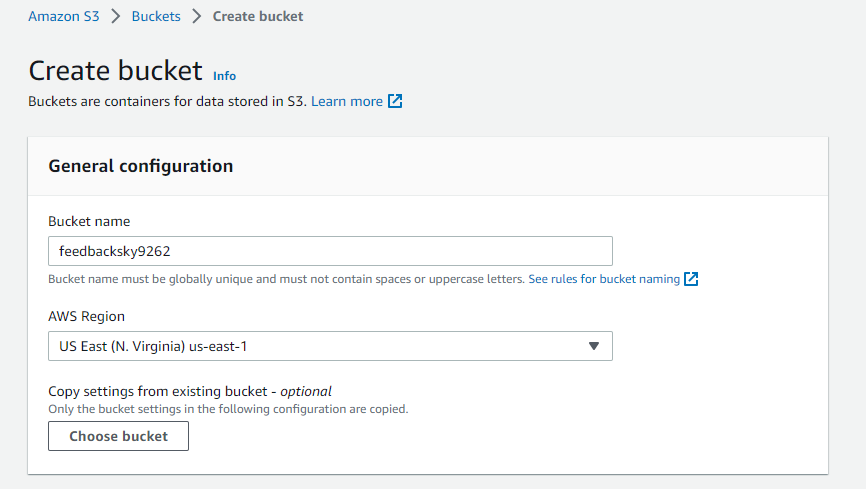 Amazon S3 > Buckets > Create bucket
Create bucket Info
Buckets are containers for data stored in S3. Learn more
General configuration
Bucket name
feedbacksky9262
Bucket name must be globally unique and must not contain spaces or uppercase letters. See rules for bucket naming
AWS Region
US East (N. Virginia) us-east-1
Copy settings from existing bucket - optional
Only the bucket settings in the following configuration are copied.
Choose bucket